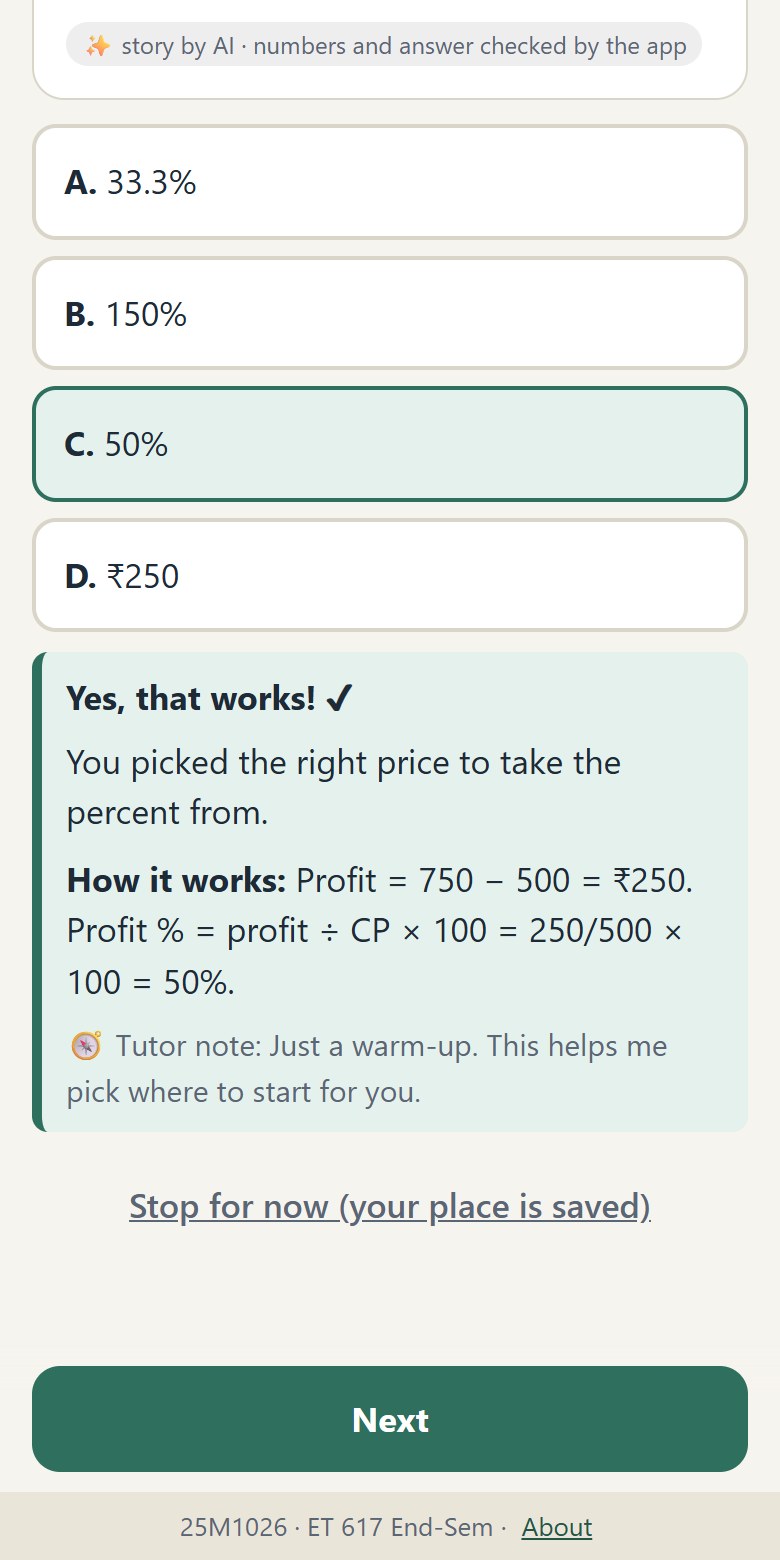 ✨ story by AI · numbers and answer checked by the app
A. 33.3%
B. 150%
C. 50%
D. ₹250
Yes, that works! ✔
You picked the right price to take the
percent from.
How it works: Profit = 750 − 500 = ₹250.
Profit % = profit ÷ CP × 100 = 250/500 ×
100 = 50%.
🧭 Tutor note: Just a warm-up. This helps me
pick where to start for you.
Stop for now (your place is saved)
Next
25M1026 · ET 617 End-Sem · About